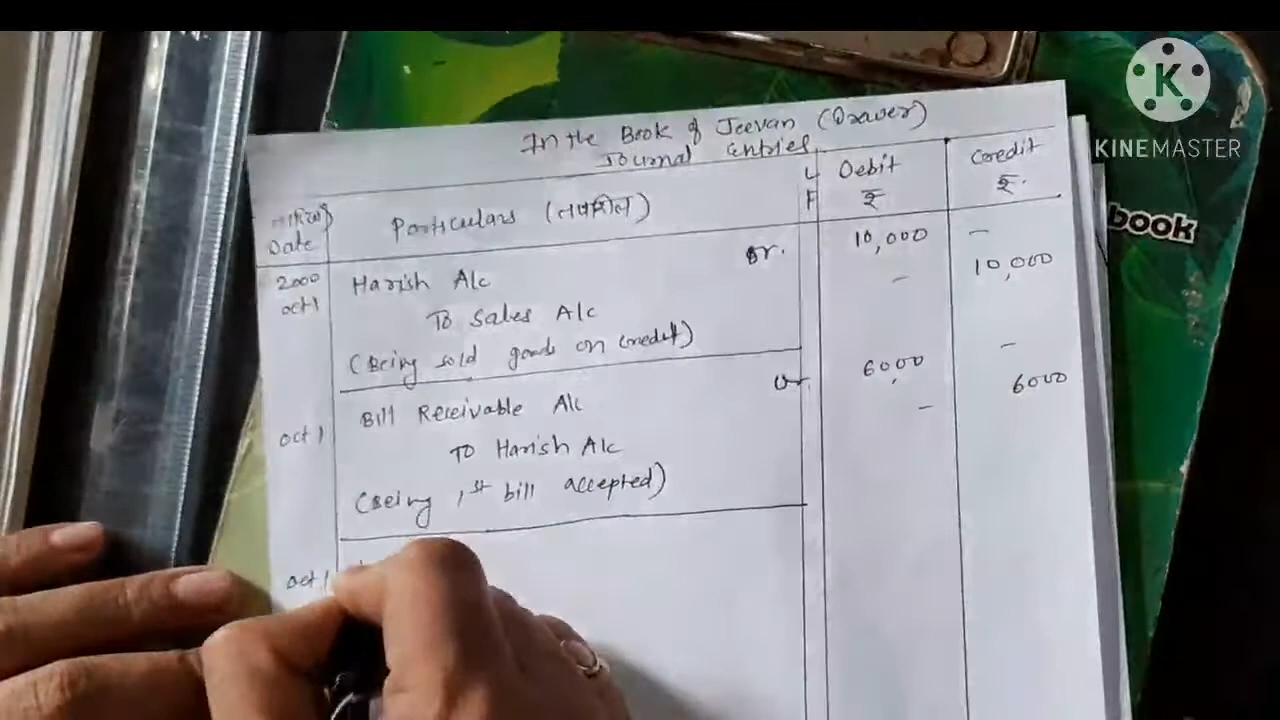 K
KINEMASTER
book
In the Book of Jeevan (Drawer)
Journal Entries
Date
Particulars (तपशील)
L
F
Debit
₹
Credit
₹.
2000
oct 1
Harish A/c
Dr.
10,000
-
To Sales A/c
-
10,000
(Being sold goods on credit)
oct 1
Bill Receivable A/c
Dr.
6000
-
To Harish A/c
-
6000
(Being 1st bill accepted)
oct 1